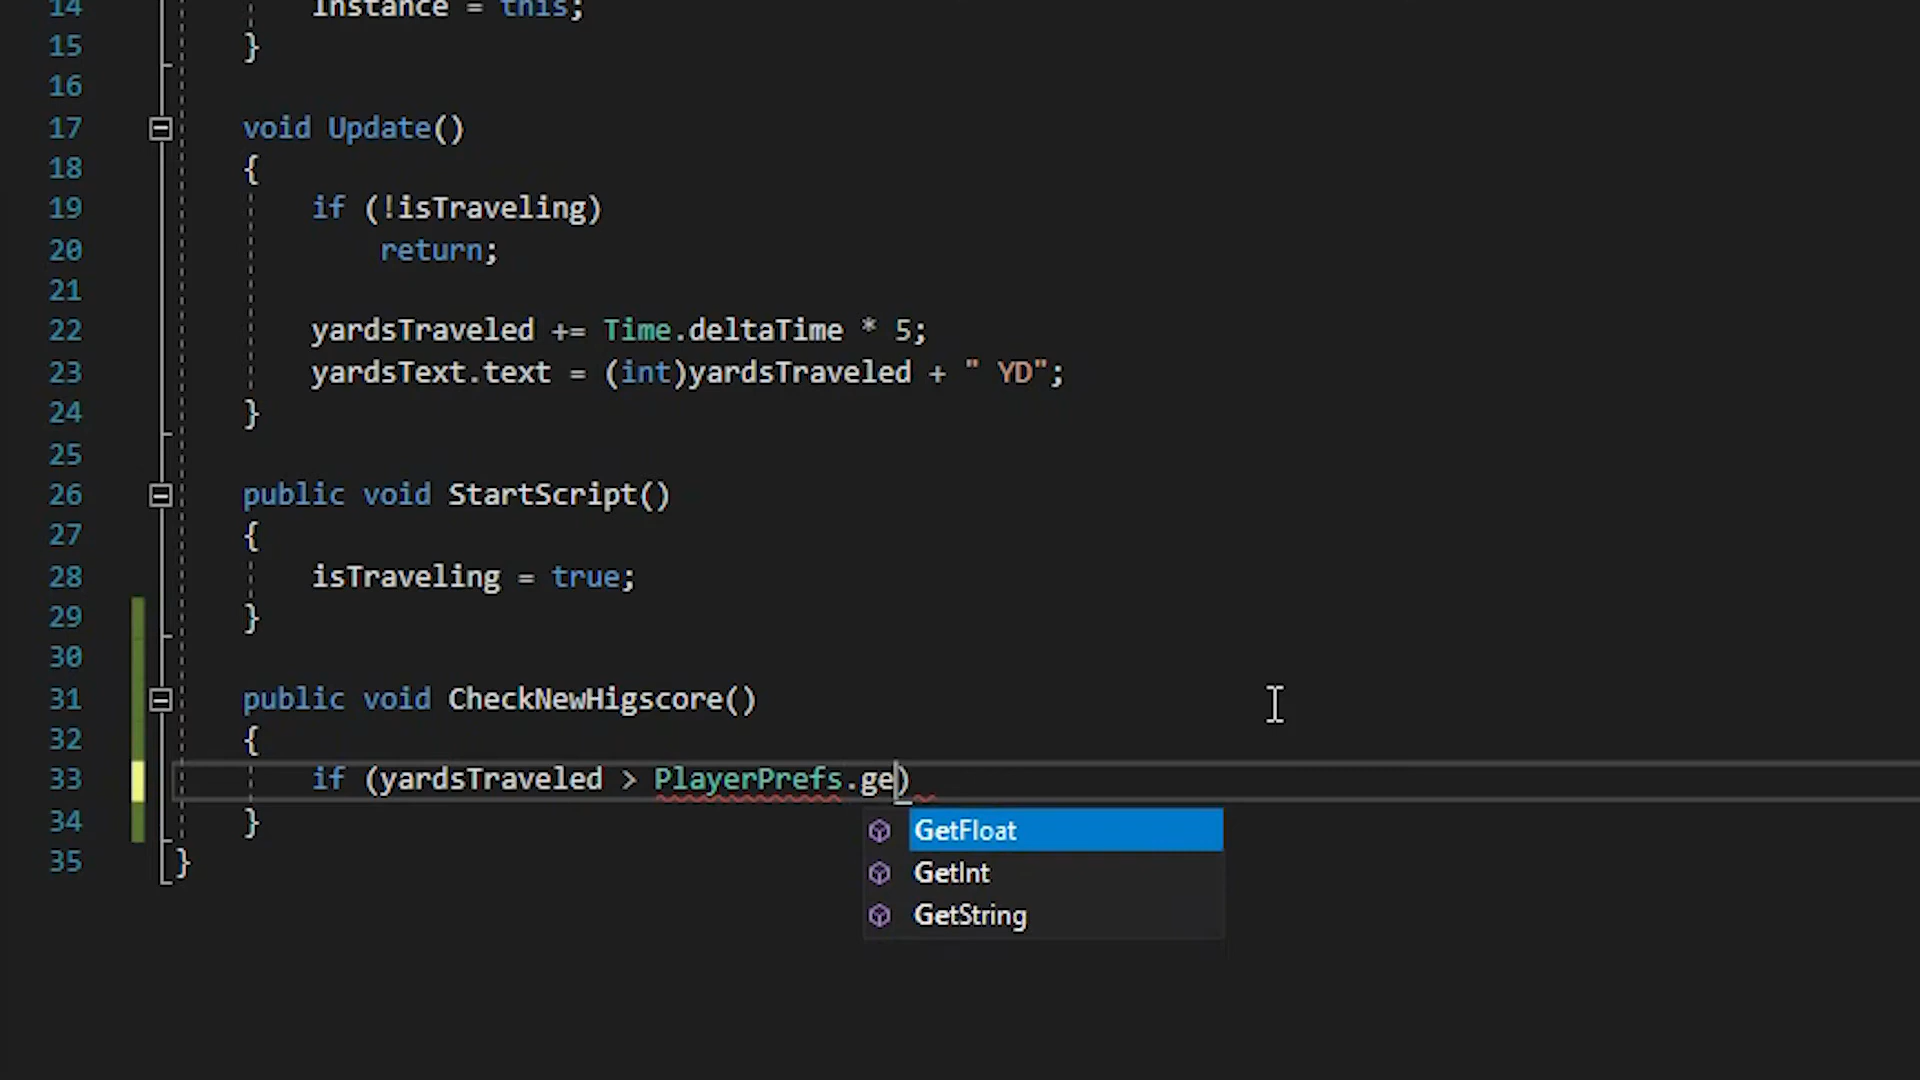 14 Instance = this;
15 }
16
17 void Update()
18 {
19 if (!isTraveling)
20 return;
21
22 yardsTraveled += Time.deltaTime * 5;
23 yardsText.text = (int)yardsTraveled + " YD";
24 }
25
26 public void StartScript()
27 {
28 isTraveling = true;
29 }
30
31 public void CheckNewHigscore()
32 {
33 if (yardsTraveled > PlayerPrefs.ge)
34 }
GetFloat
35 }
GetInt
GetString